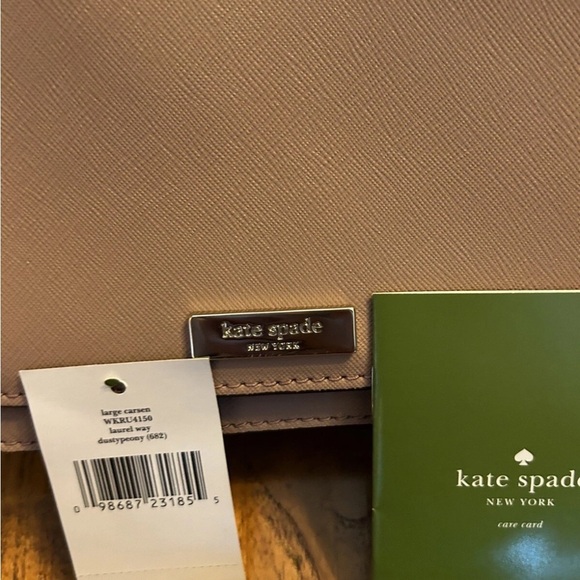 kate spade
NEW YORK
large carsen
WKRU4150
laurel way
dustypeony (682)
0 98687 23185 5
kate spade
NEW YORK
care card